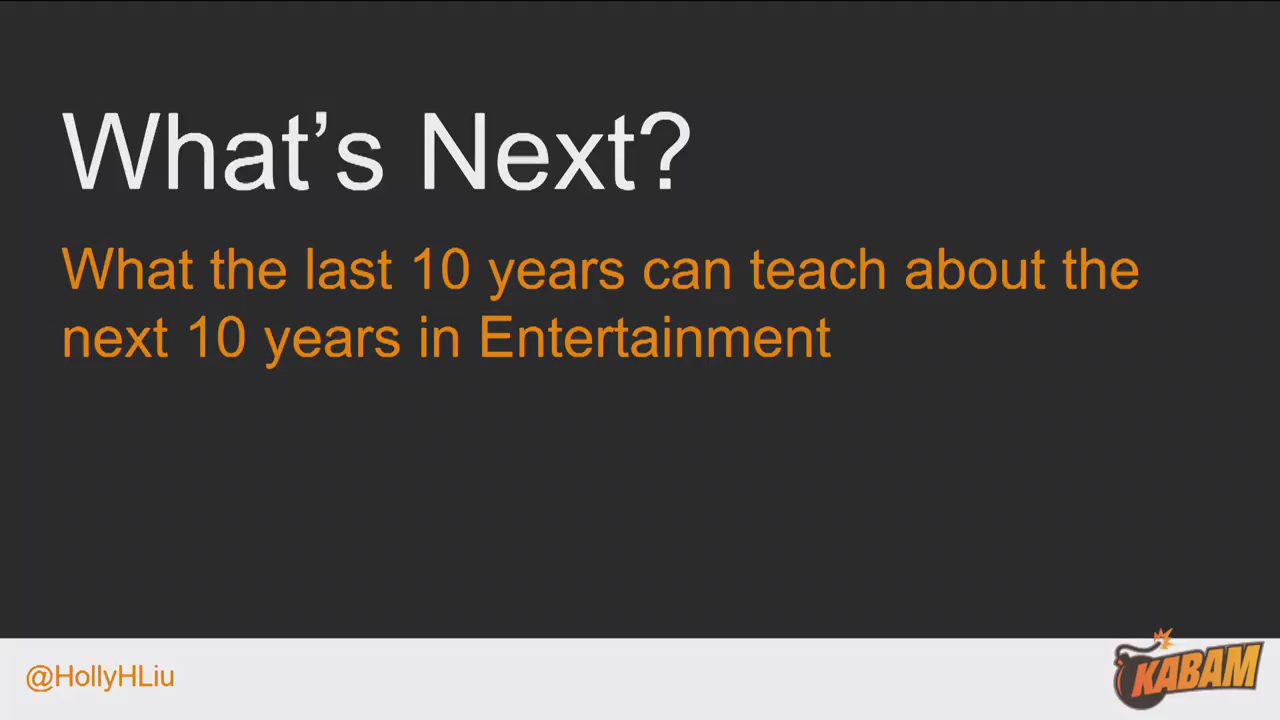 What’s Next?
What the last 10 years can teach about the
next 10 years in Entertainment
@HollyHLiu
KABAM